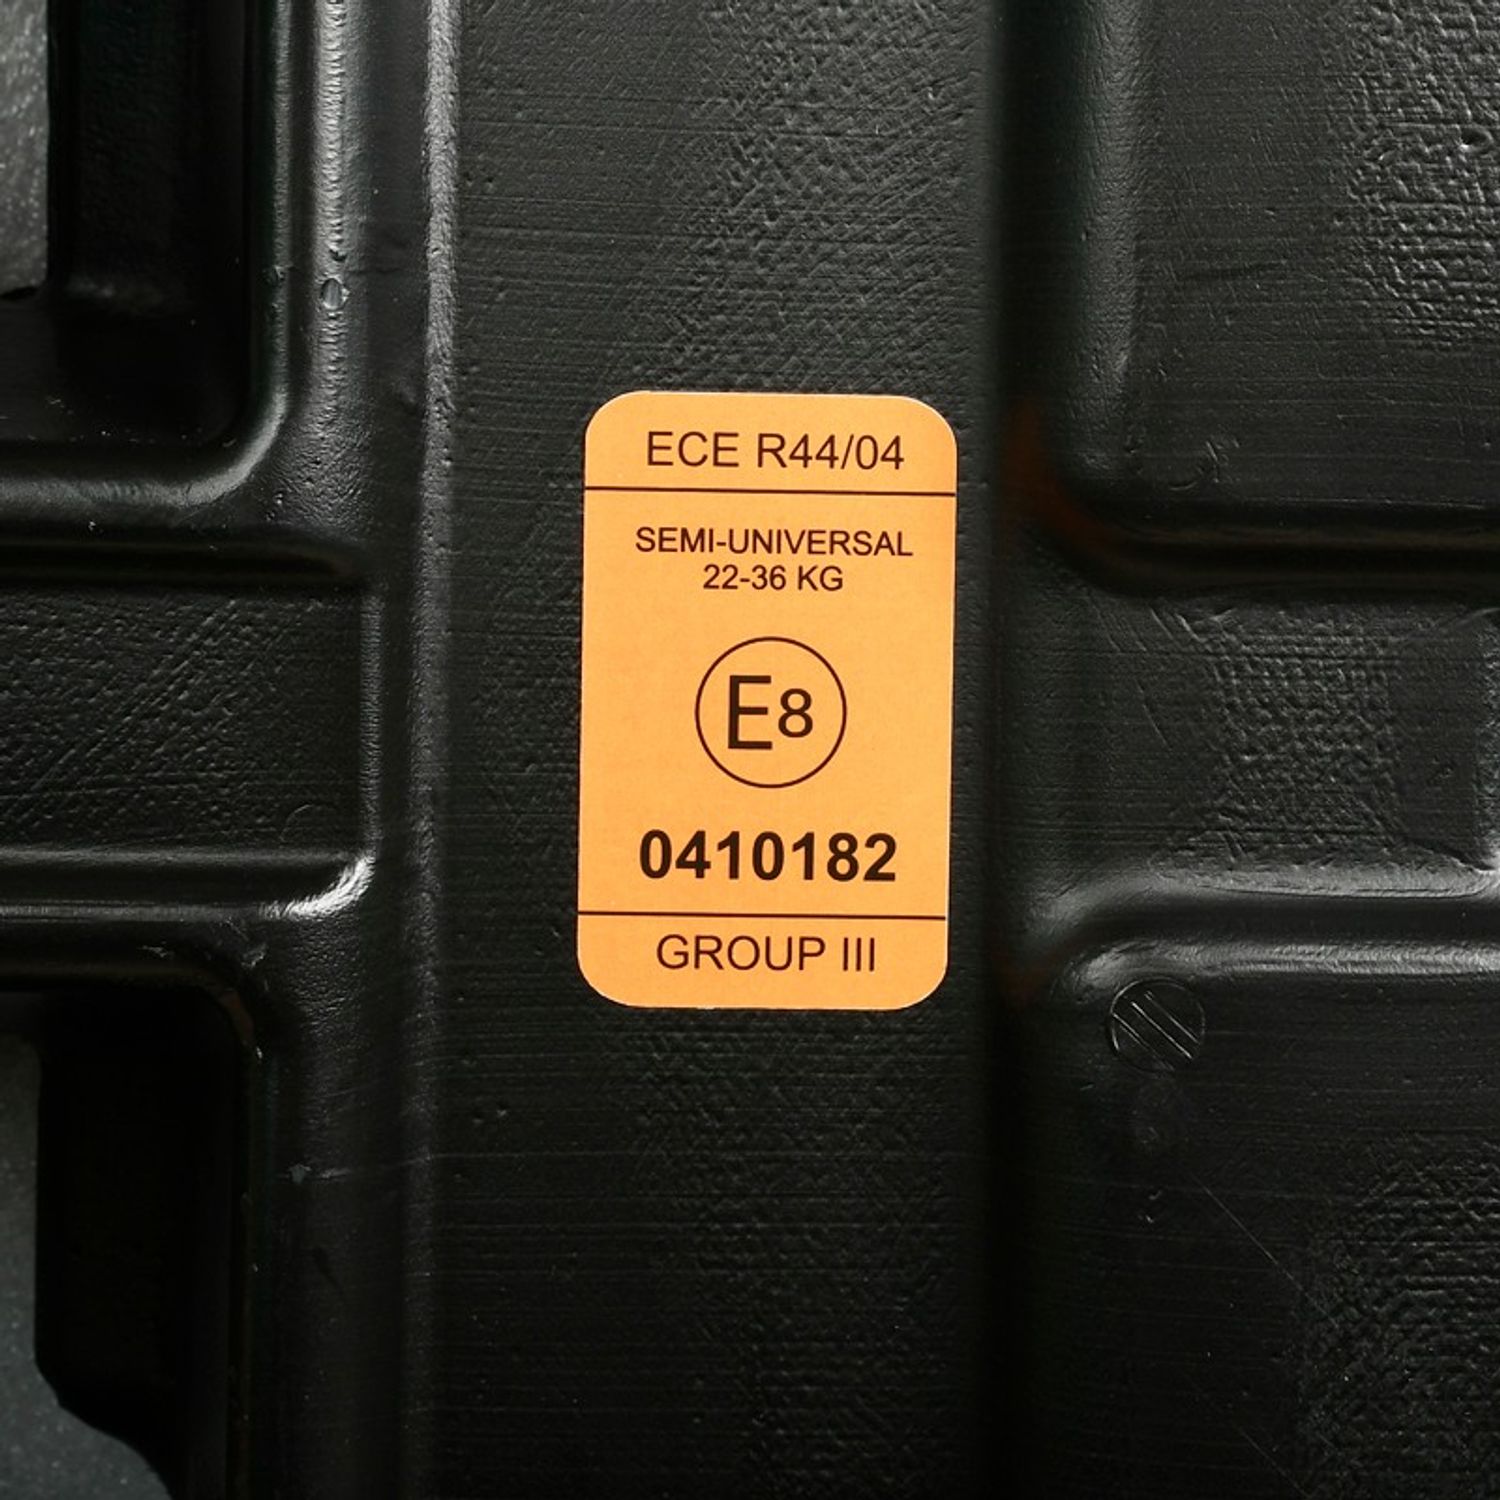 ECE R44/04
SEMI-UNIVERSAL
22-36 KG
E8
0410182
GROUP III